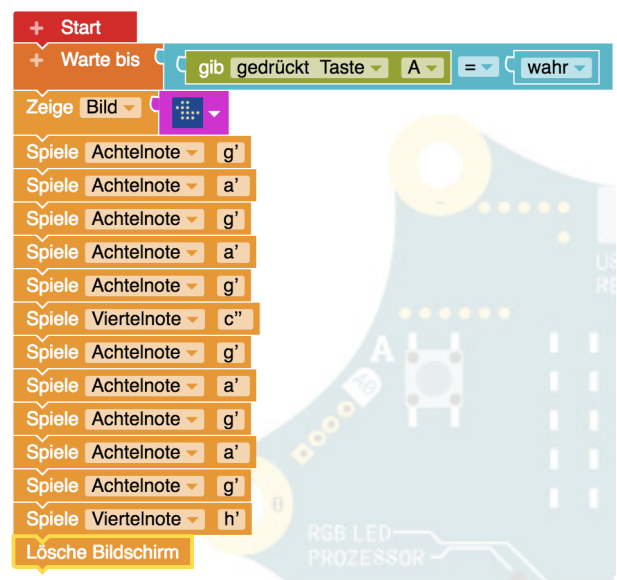 + Start
+ Warte bis gib gedrückt Taste A = wahr
Zeige Bild
Spiele Achtelnote g’
Spiele Achtelnote a’
Spiele Achtelnote g’
Spiele Achtelnote a’
Spiele Achtelnote g’
Spiele Viertelnote c’’
Spiele Achtelnote g’
Spiele Achtelnote a’
Spiele Achtelnote g’
Spiele Achtelnote a’
Spiele Achtelnote g’
Spiele Viertelnote h’
Lösche Bildschirm
A
RGB LED
PROZESSOR